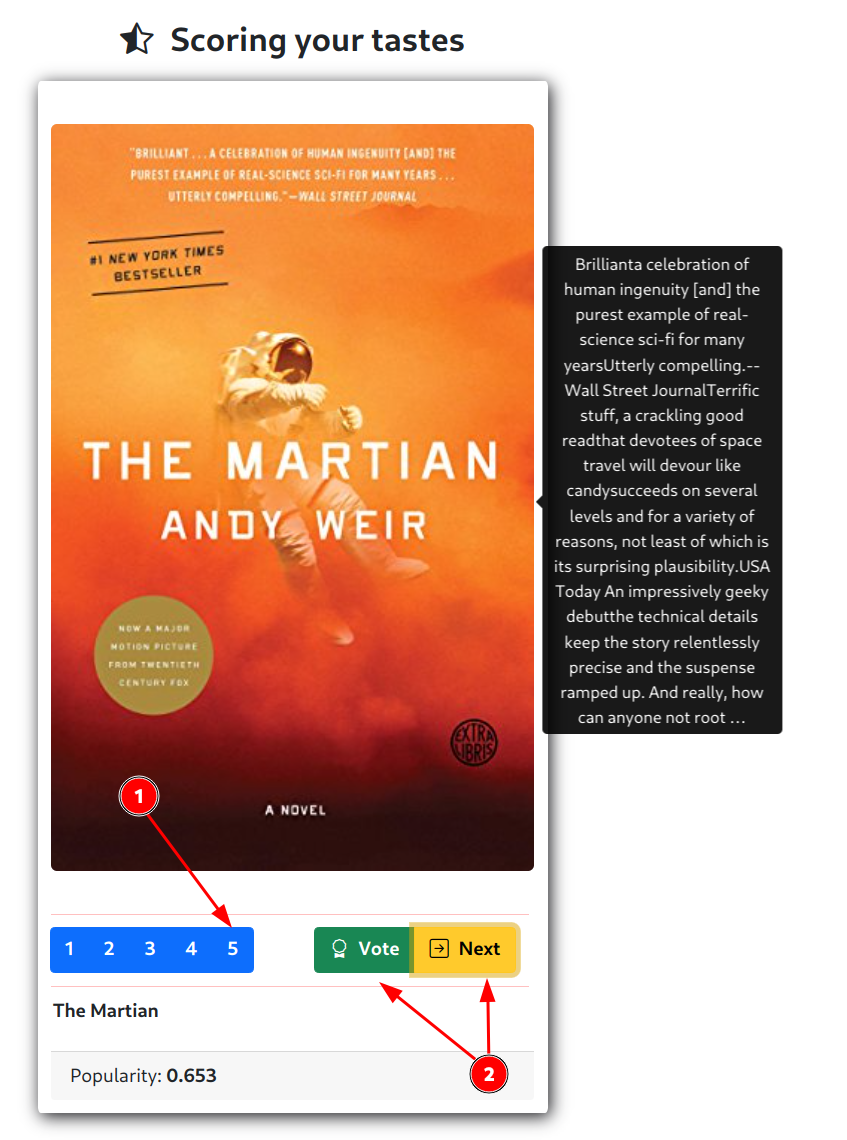 Scoring your tastes
"BRILLIANT . . . A CELEBRATION OF HUMAN INGENUITY [AND] THE
PUREST EXAMPLE OF REAL-SCIENCE SCI-FI FOR MANY YEARS . . .
UTTERLY COMPELLING."—WALL STREET JOURNAL
#1 NEW YORK TIMES
BESTSELLER
THE MARTIAN
ANDY WEIR
NOW A MAJOR
MOTION PICTURE
FROM TWENTIETH
CENTURY FOX
EXTRA
LIBRIS
A NOVEL
Brillianta celebration of
human ingenuity [and] the
purest example of real-
science sci-fi for many
yearsUtterly compelling.--
Wall Street JournalTerrific
stuff, a crackling good
readthat devotees of space
travel will devour like
candysucceeds on several
levels and for a variety of
reasons, not least of which is
its surprising plausibility.USA
Today An impressively geeky
debutthe technical details
keep the story relentlessly
precise and the suspense
ramped up. And really, how
can anyone not root ...
1
1 2 3 4 5 Vote Next
The Martian
Popularity: 0.653
2